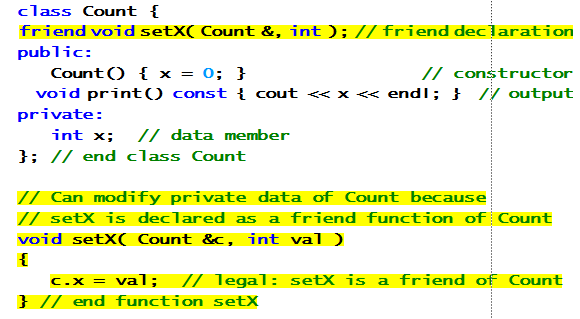 class Count {
friend void setX( Count &, int ); // friend declaration
public:
Count() { x = 0; } // constructor
void print() const { cout << x << endl; } // output
private:
int x; // data member
}; // end class Count
// Can modify private data of Count because
// setX is declared as a friend function of Count
void setX( Count &c, int val )
{
c.x = val; // legal: setX is a friend of Count
} // end function setX